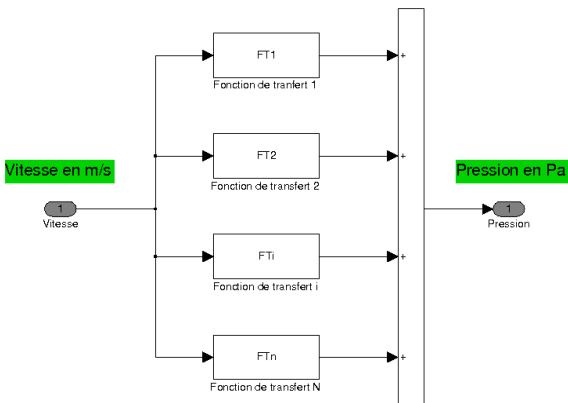 FT1
+
Fonction de tranfert 1
FT2
+
Vitesse en m/s
Fonction de transfert 2
Pression en Pa
1
1
Vitesse
Pression
FTi
+
Fonction de transfert i
FTn
+
Fonction de transfert N